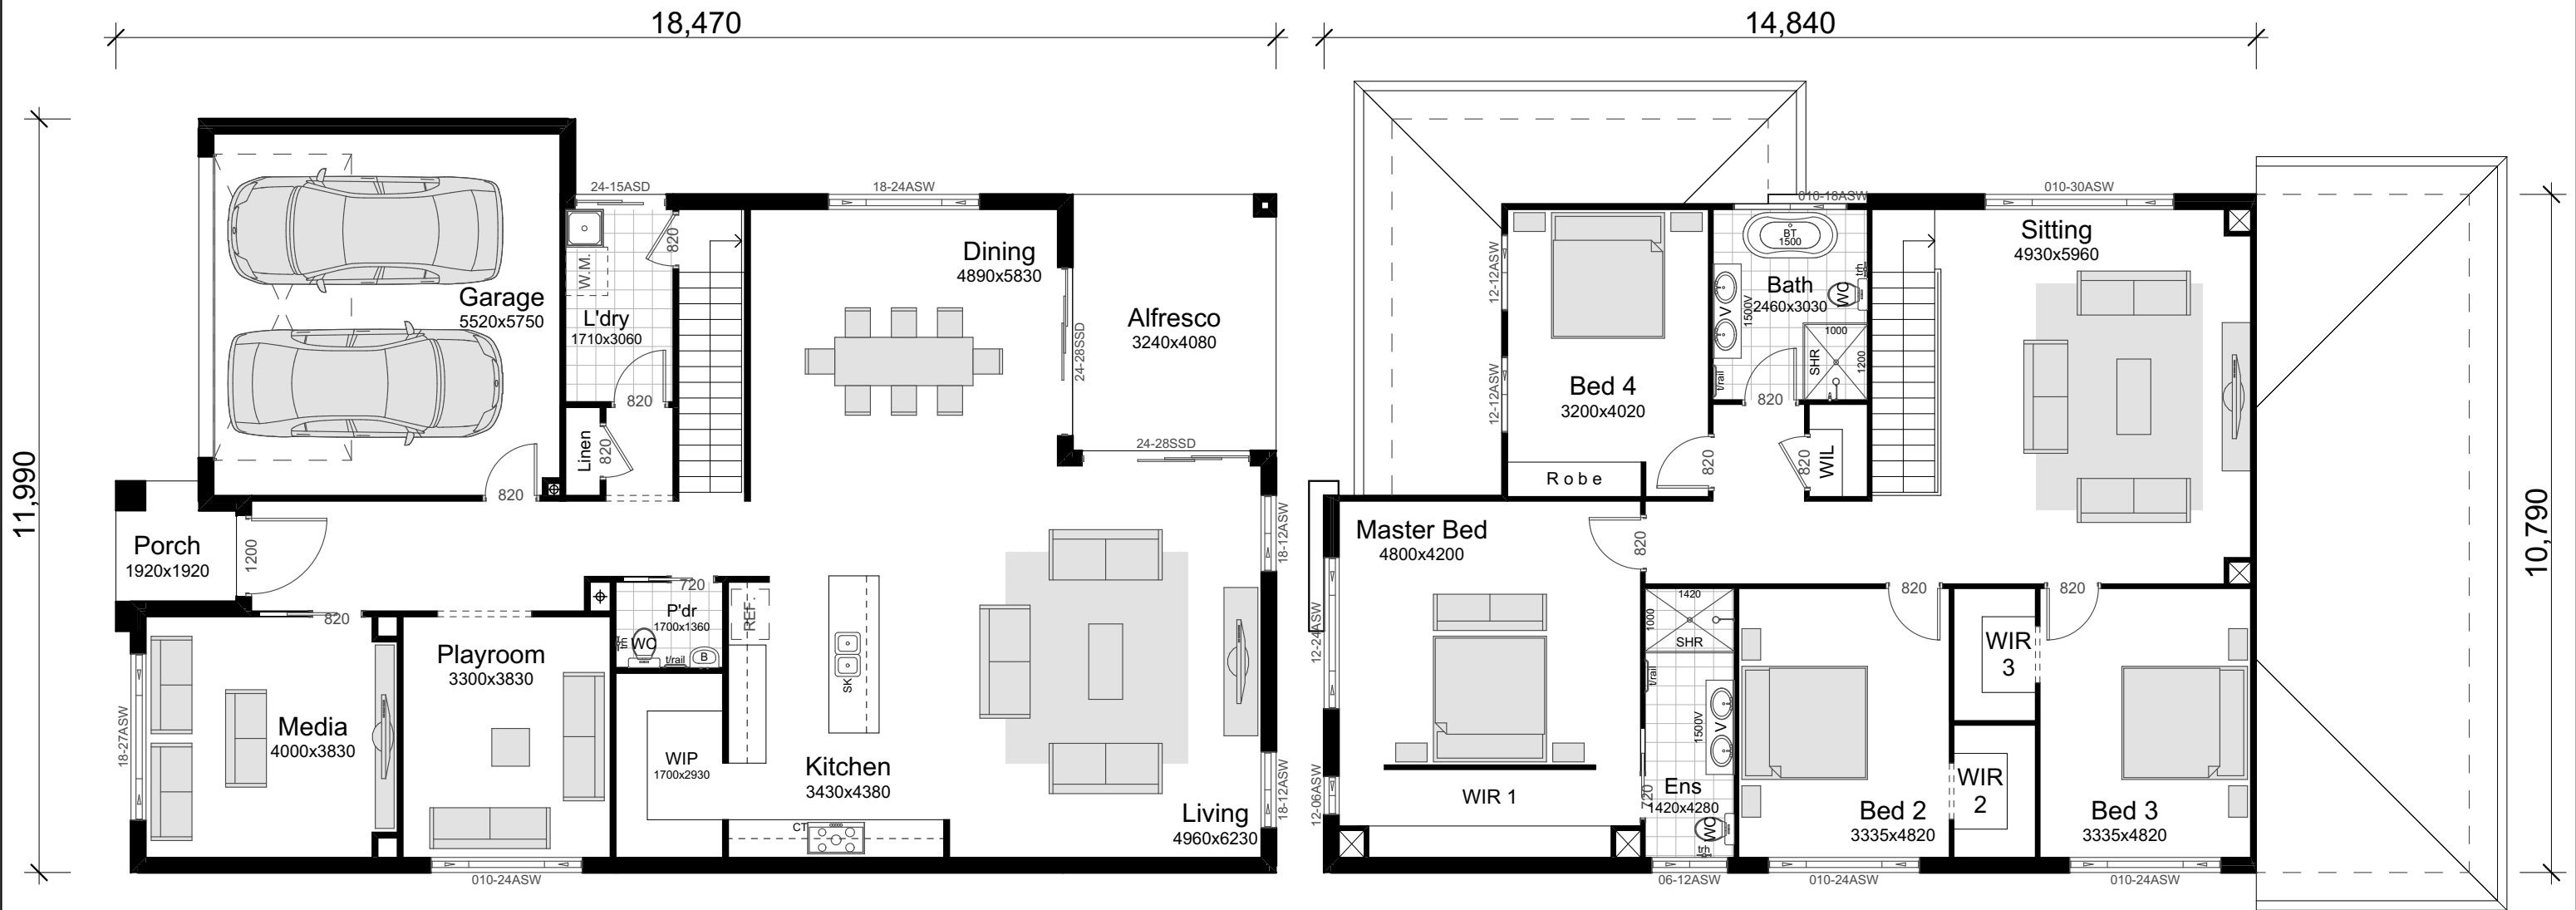 18,470
11,990
24-15ASD
18-24ASW
Garage
5520x5750
820
W.M.
L'dry
1710x3060
820
820
Linen
820
Dining
4890x5830
24-28SSD
Alfresco
3240x4080
24-28SSD
Porch
1920x1920
1200
820
18-27ASW
Media
4000x3830
Playroom
3300x3830
010-24ASW
720
P'dr
1700x1360
trh
WC
t/rail
B
REF.
WIP
1700x2930
SK
Kitchen
3430x4380
CT
Living
4960x6230
18-12ASW
18-12ASW
14,840
10,790
12-12ASW
12-12ASW
Bed 4
3200x4020
Robe
820
010-18ASW
BT
1500
Bath
2460x3030
trh
WC
V
1500V
1000
1200
SHR
t/rail
820
820
WIL
010-30ASW
Sitting
4930x5960
Master Bed
4800x4200
820
12-24ASW
12-06ASW
WIR 1
1420
1000
SHR
t/rail
1500V
V
720
Ens
1420x4280
WC
trh
06-12ASW
820
Bed 2
3335x4820
010-24ASW
WIR
3
WIR
2
820
Bed 3
3335x4820
010-24ASW